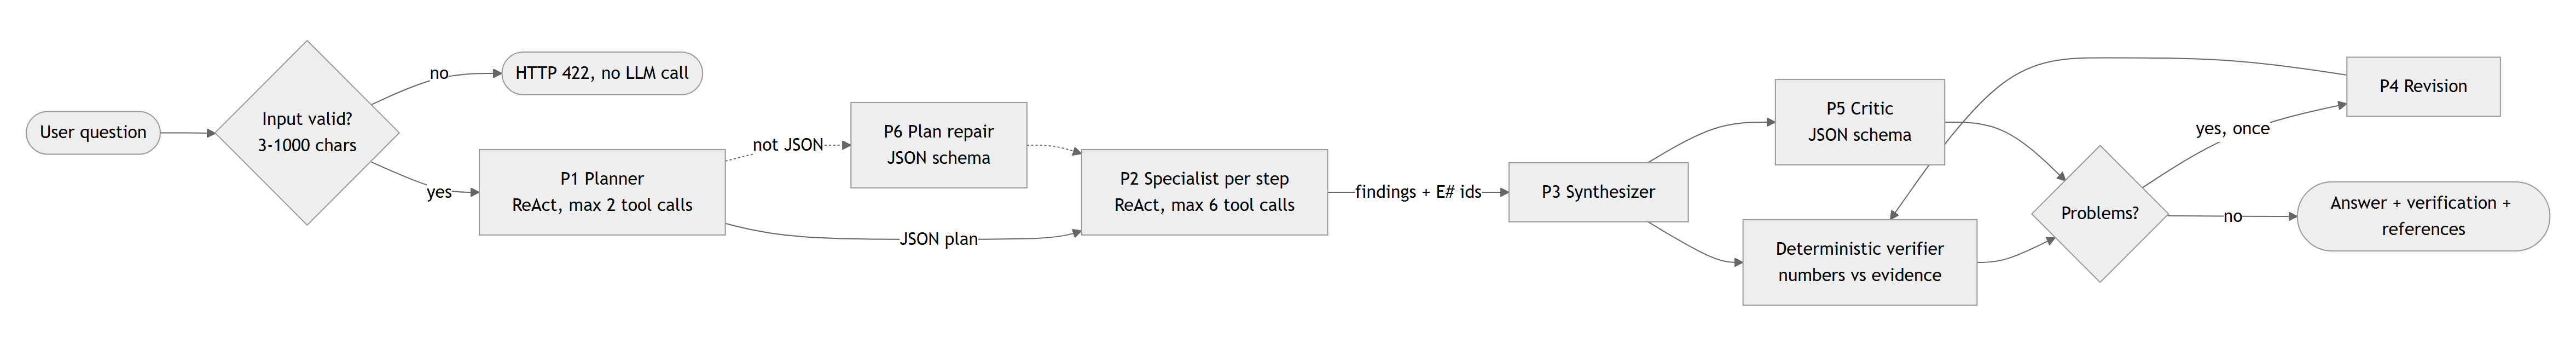 User question
Input valid?
3-1000 chars
no
HTTP 422, no LLM call
yes
P1 Planner
ReAct, max 2 tool calls
not JSON
P6 Plan repair
JSON schema
JSON plan
P2 Specialist per step
ReAct, max 6 tool calls
findings + E# ids
P3 Synthesizer
P5 Critic
JSON schema
Deterministic verifier
numbers vs evidence
Problems?
yes, once
P4 Revision
no
Answer + verification +
references